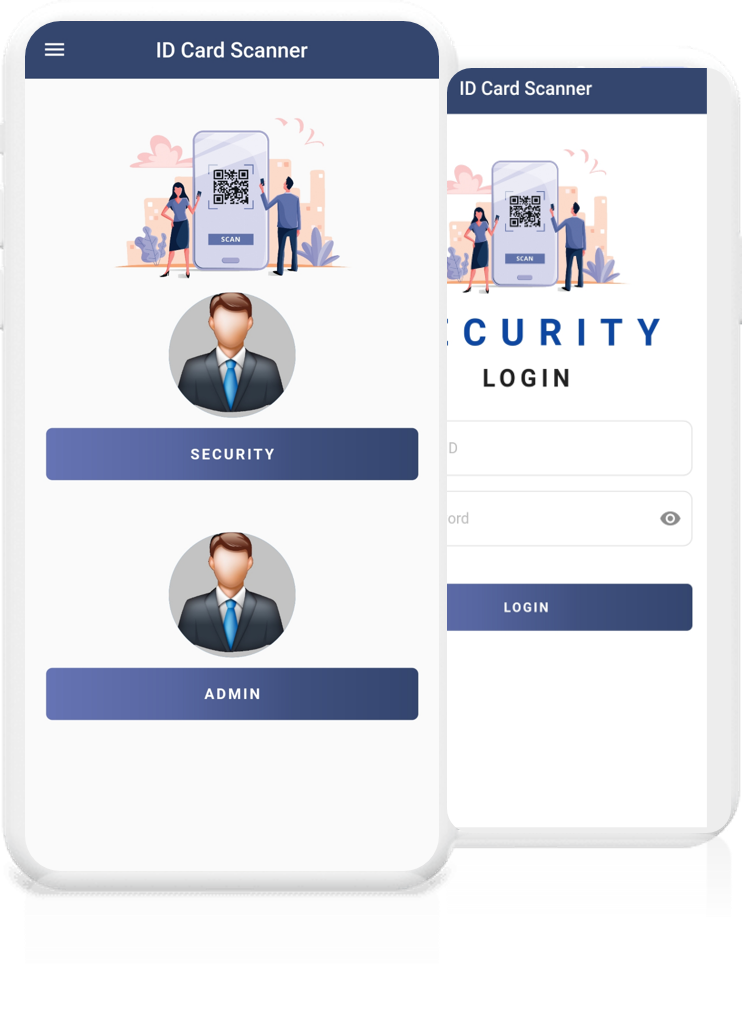 ID Card Scanner
SCAN
SECURITY
ADMIN
ID Card Scanner
SCAN
CURITY
LOGIN
D
ord
LOGIN